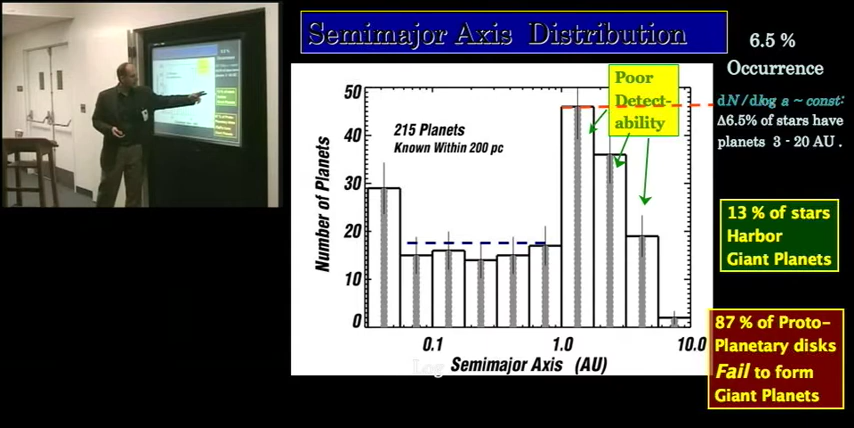 Semimajor Axis Distribution
6.5 %
Occurrence
dN/dlog a ~ const:
Δ6.5% of stars have
planets 3 - 20 AU .
13 % of stars
Harbor
Giant Planets
87 % of Proto-
Planetary disks
Fail to form
Giant Planets
Poor
Detect-
ability
215 Planets
Known Within 200 pc
Number of Planets
50
40
30
20
10
0
0.1
1.0
10.0
Log Semimajor Axis (AU)